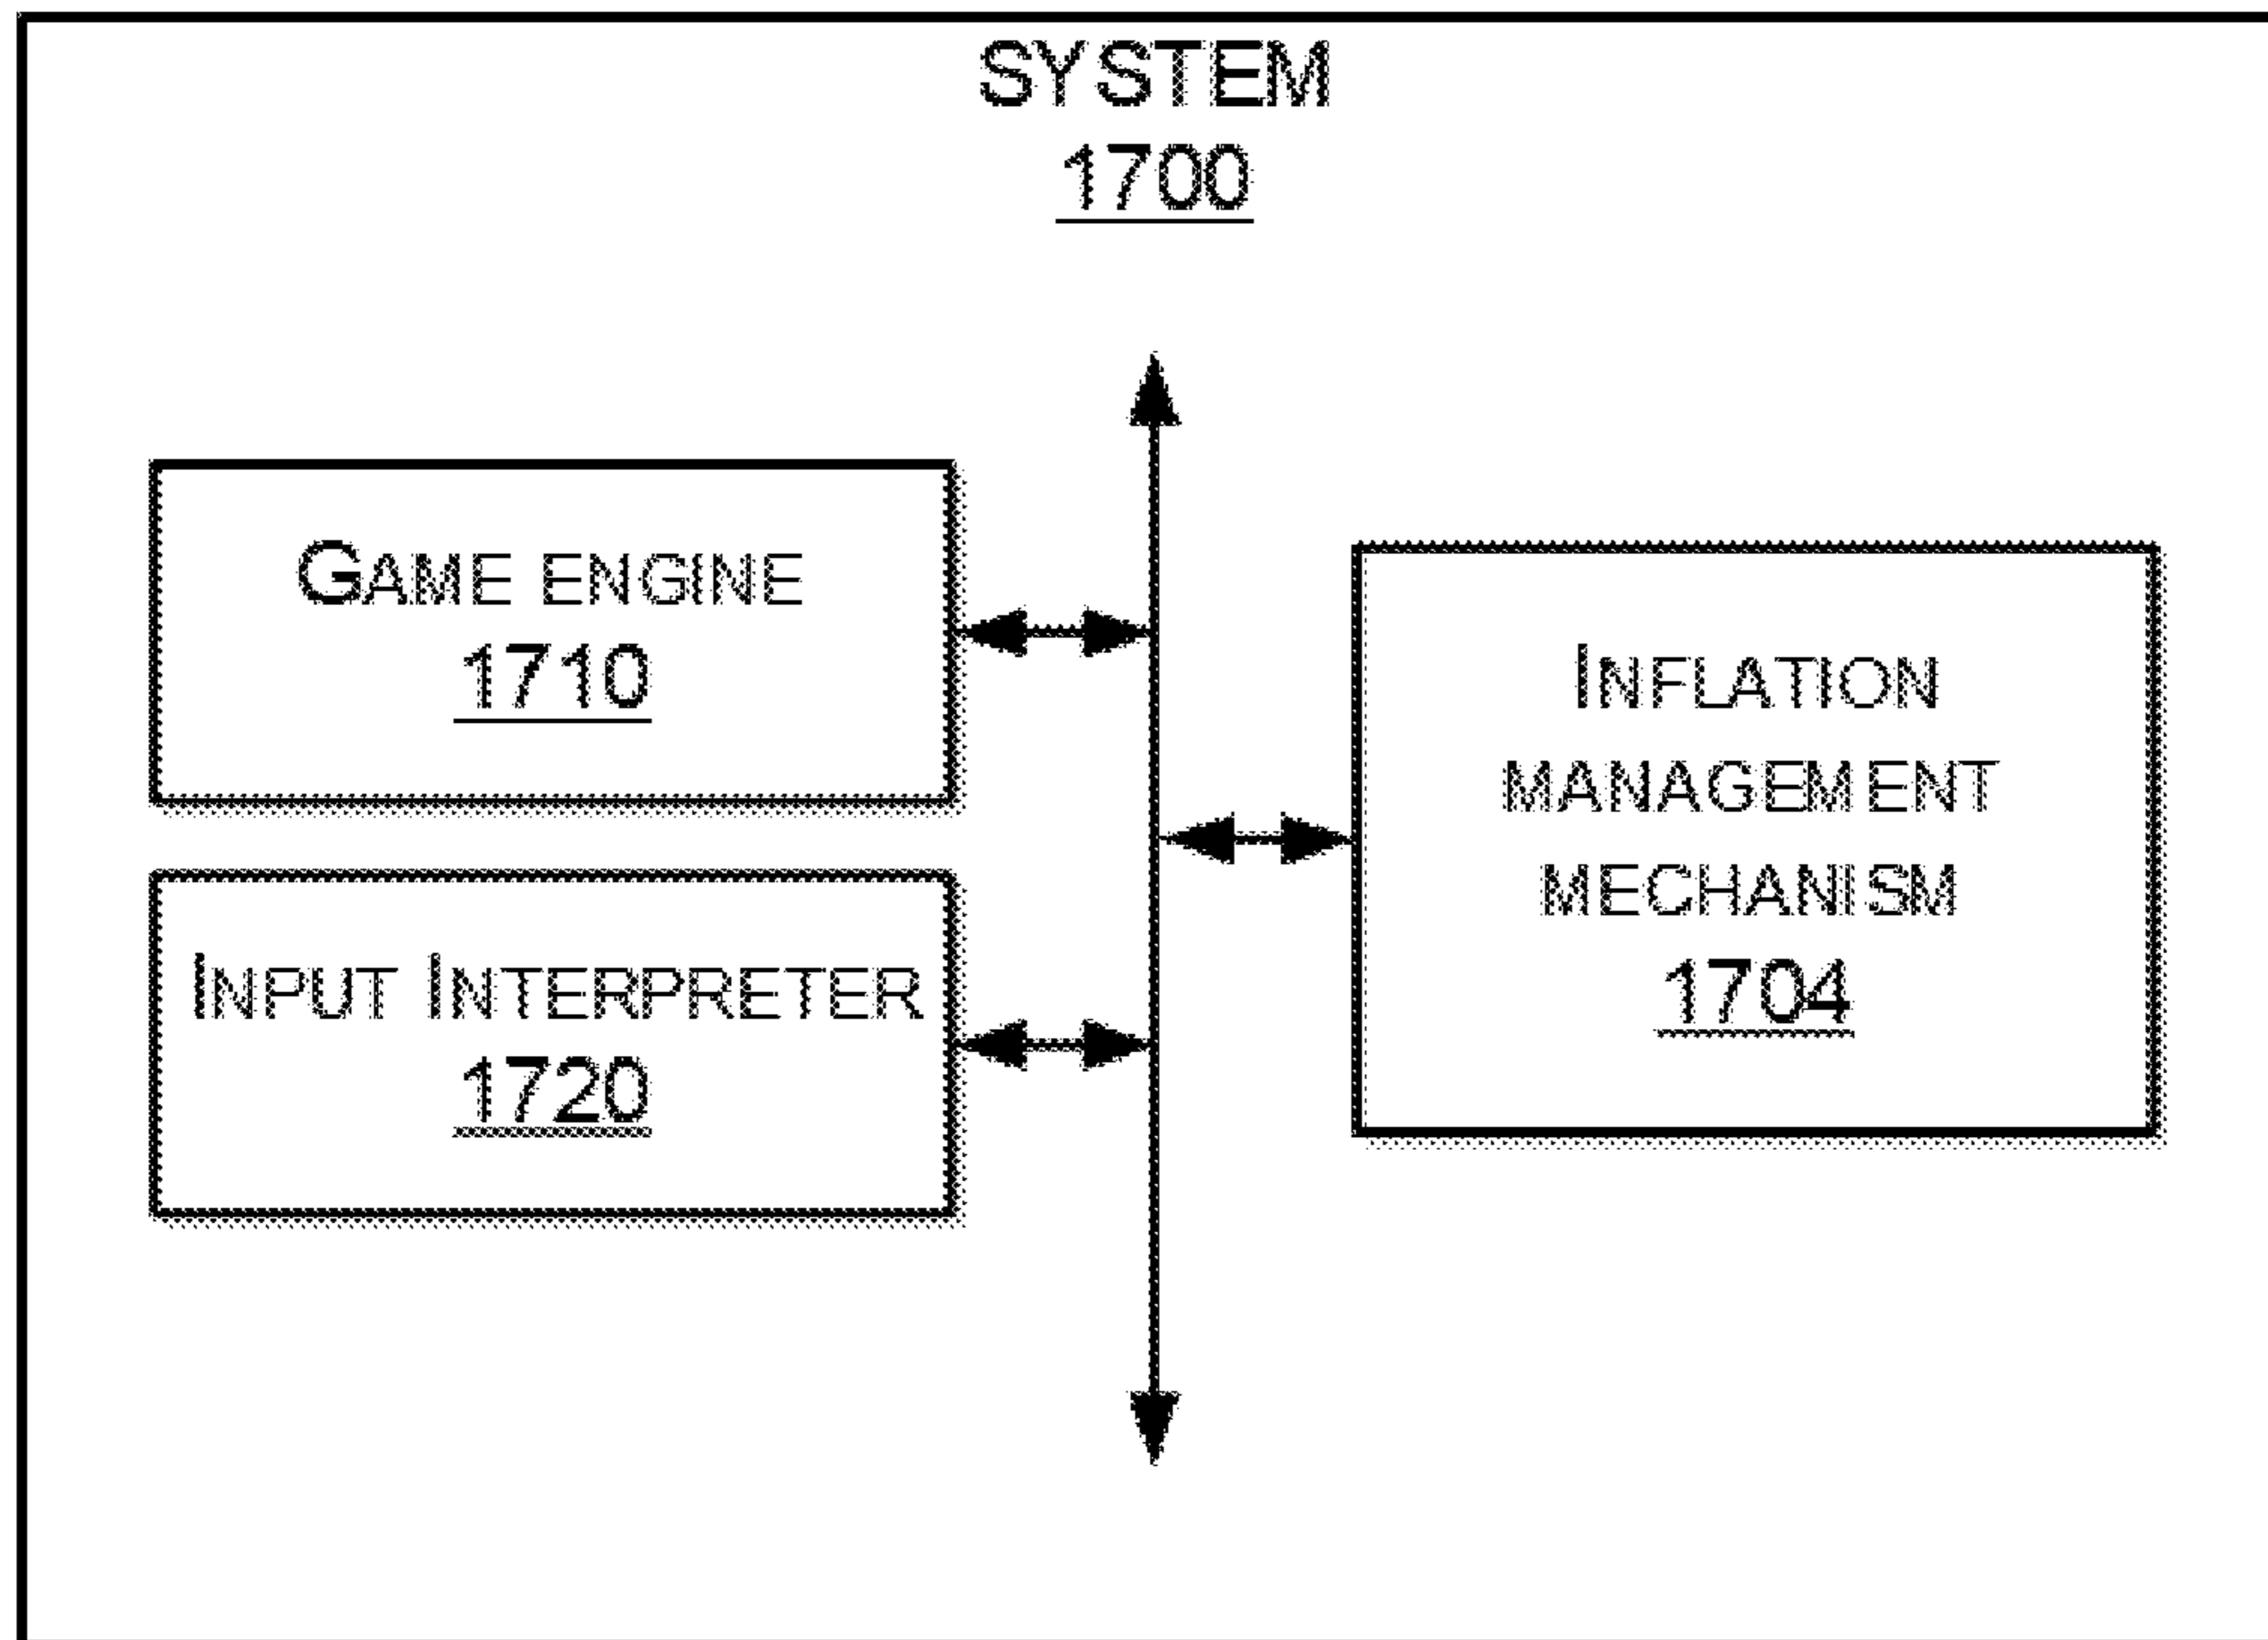 SYSTEM
1700
GAME ENGINE
1710
INPUT INTERPRETER
1720
INFLATION
MANAGEMENT
MECHANISM
1704